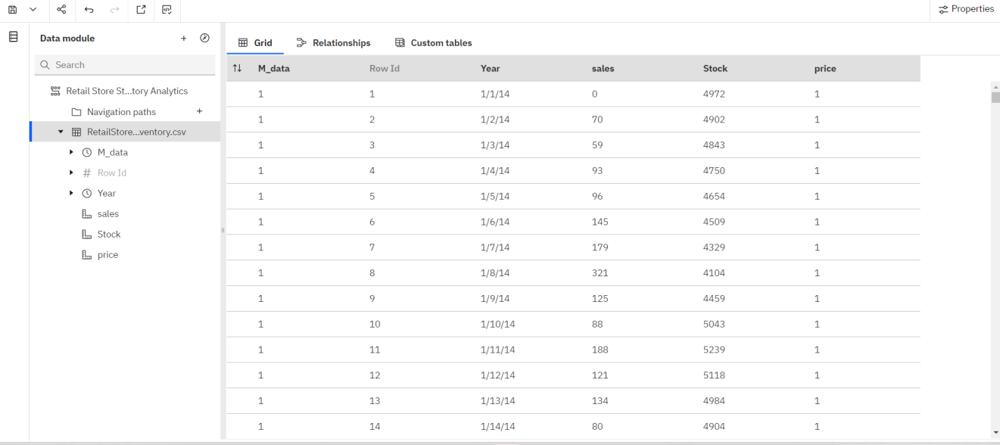 Properties
Data module
Search
Retail Store St...tory Analytics
Navigation paths
RetailStore...ventory.csv
M_data
# Row Id
Year
sales
Stock
price
Grid Relationships Custom tables
M_data Row Id Year sales Stock price
1 1 1/1/14 0 4972 1
1 2 1/2/14 70 4902 1
1 3 1/3/14 59 4843 1
1 4 1/4/14 93 4750 1
1 5 1/5/14 96 4654 1
1 6 1/6/14 145 4509 1
1 7 1/7/14 179 4329 1
1 8 1/8/14 321 4104 1
1 9 1/9/14 125 4459 1
1 10 1/10/14 88 5043 1
1 11 1/11/14 188 5239 1
1 12 1/12/14 121 5118 1
1 13 1/13/14 134 4984 1
1 14 1/14/14 80 4904 1